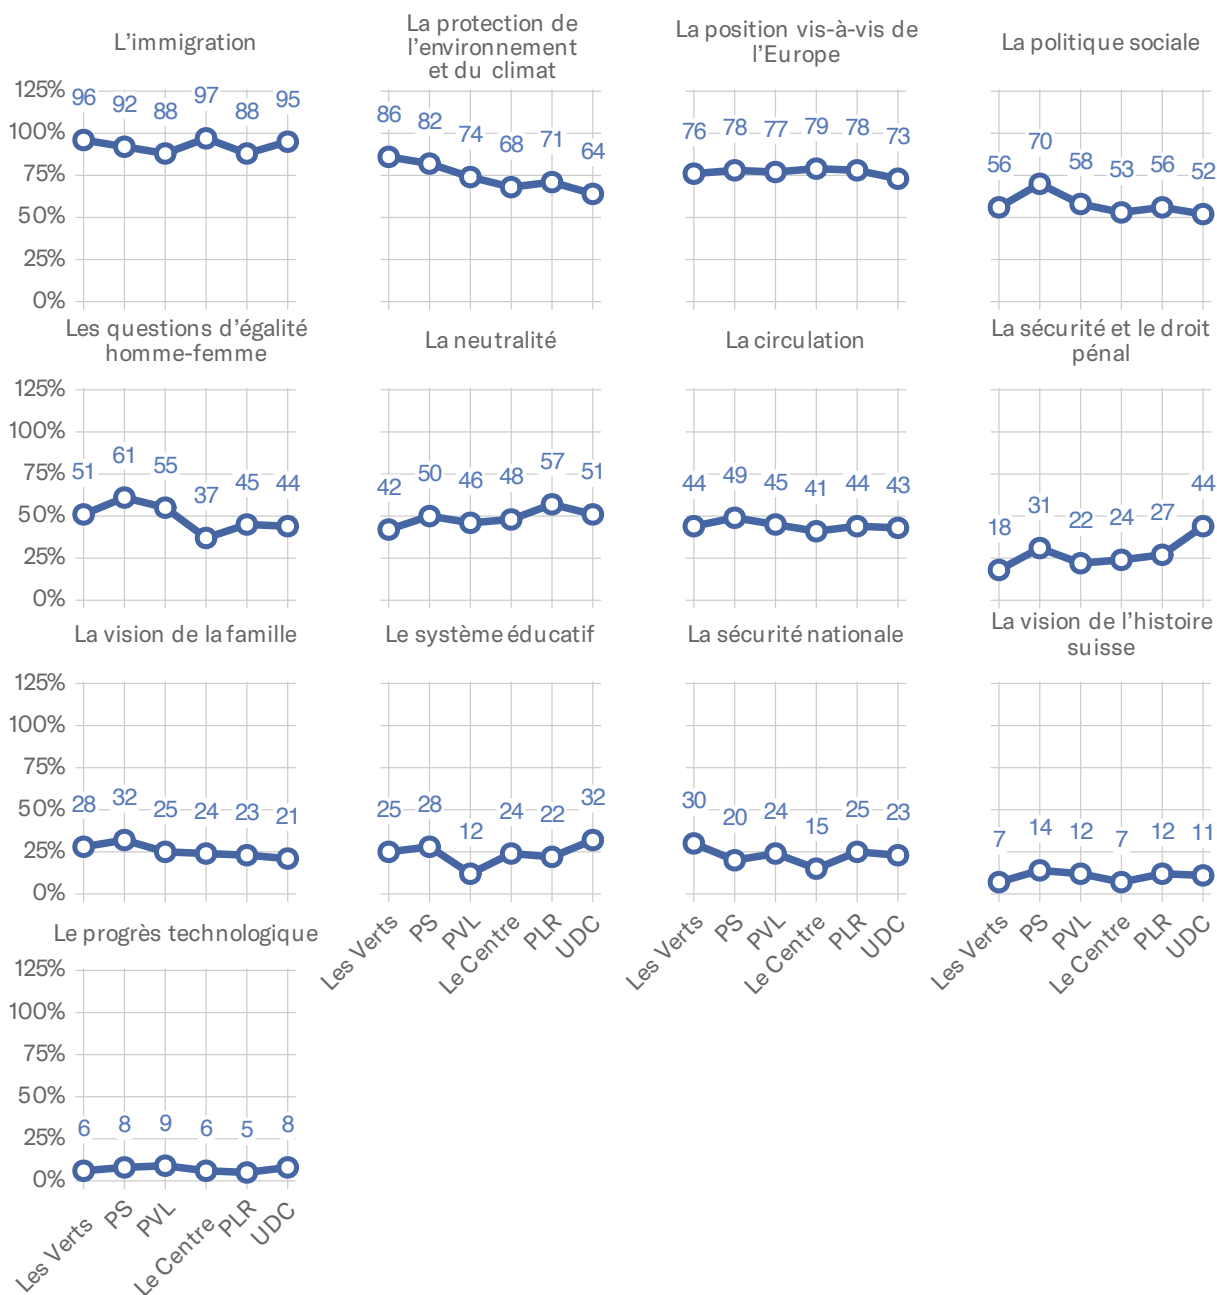 L'immigration
125%
100%
75%
50%
25%
0%
96
92
88
97
88
95
La protection de
l'environnement
et du climat
86
82
74
68
71
64
La position vis-à-vis de
l'Europe
76
78
77
79
78
73
La politique sociale
56
70
58
53
56
52
Les questions d'égalité
homme-femme
125%
100%
75%
50%
25%
0%
51
61
55
37
45
44
La neutralité
42
50
46
48
57
51
La circulation
44
49
45
41
44
43
La sécurité et le droit
pénal
18
31
22
24
27
44
La vision de la famille
125%
100%
75%
50%
25%
0%
28
32
25
24
23
21
Le système éducatif
25
28
12
24
22
32
Les Verts
PS
PVL
Le Centre
PLR
UDC
La sécurité nationale
30
20
24
15
25
23
Les Verts
PS
PVL
Le Centre
PLR
UDC
La vision de l'histoire
suisse
7
14
12
7
12
11
Les Verts
PS
PVL
Le Centre
PLR
UDC
Le progrès technologique
125%
100%
75%
50%
25%
0%
6
8
9
6
5
8
Les Verts
PS
PVL
Le Centre
PLR
UDC